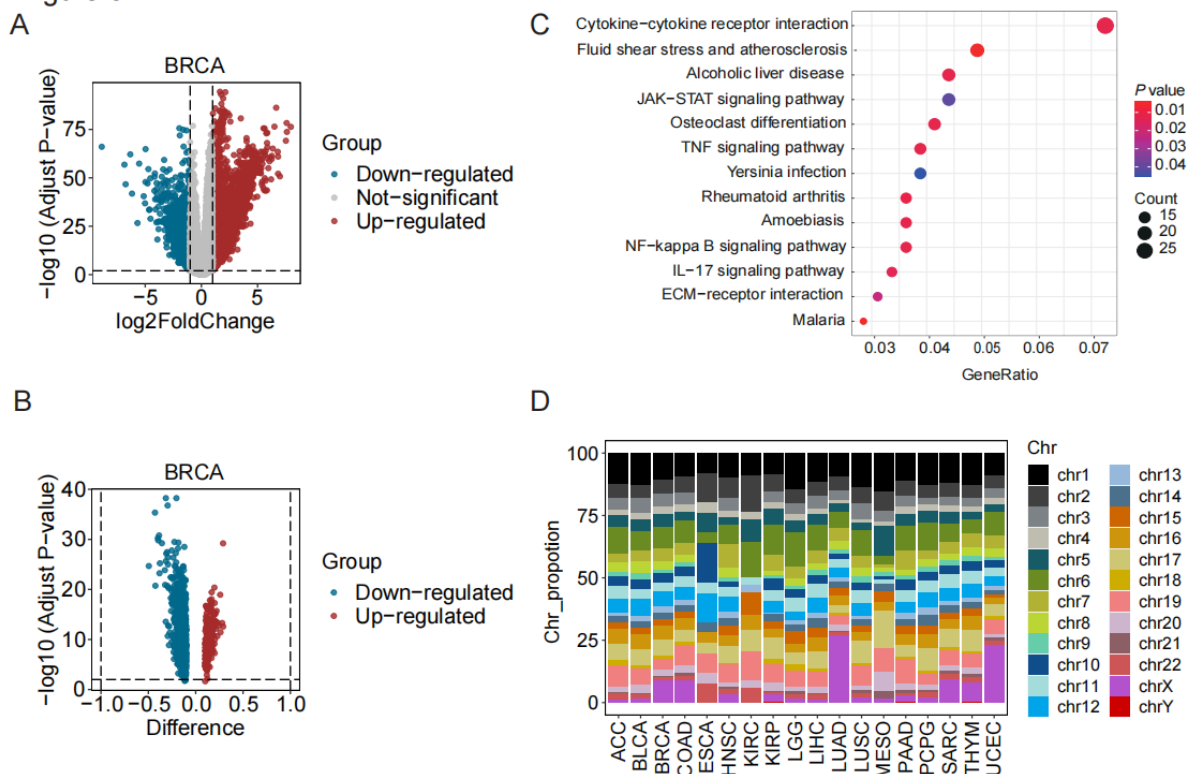 A
BRCA
−log10 (Adjust P-value)
75
50
25
0
−5
0
5
log2FoldChange
Group
Down-regulated
Not-significant
Up-regulated
C
Cytokine−cytokine receptor interaction
Fluid shear stress and atherosclerosis
Alcoholic liver disease
JAK−STAT signaling pathway
Osteoclast differentiation
TNF signaling pathway
Yersinia infection
Rheumatoid arthritis
Amoebiasis
NF−kappa B signaling pathway
IL−17 signaling pathway
ECM−receptor interaction
Malaria
0.03
0.04
0.05
0.06
0.07
GeneRatio
P value
0.01
0.02
0.03
0.04
Count
15
20
25
B
BRCA
−log10 (Adjust P-value)
40
30
20
10
0
−1.0
−0.5
0.0
0.5
1.0
Difference
Group
Down-regulated
Up-regulated
D
Chr_propotion
100
75
50
25
0
ACC
BLCA
BRCA
COAD
ESCA
HNSC
KIRC
KIRP
LGG
LIHC
LUAD
LUSC
MESO
PAAD
PCPG
SARC
THYM
UCEC
Chr
chr1
chr2
chr3
chr4
chr5
chr6
chr7
chr8
chr9
chr10
chr11
chr12
chr13
chr14
chr15
chr16
chr17
chr18
chr19
chr20
chr21
chr22
chrX
chrY